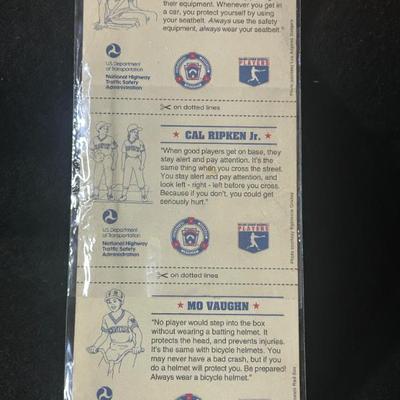 their equipment. Whenever you get in
a car, you protect yourself by using
your seatbelt. Always use the safety
equipment, always wear your seatbelt."
U.S. Department
of Transportation
National Highway
Traffic Safety
Administration
PLAYERS
on dotted lines
★ CAL RIPKEN Jr. ★
"When good players get on base, they
stay alert and pay attention. It's the
same thing when you cross the street.
You stay alert and pay attention, and
look left - right - left before you cross.
Because if you don't, you could get
seriously hurt."
U.S. Department
of Transportation
National Highway
Traffic Safety
Administration
PLAYERS
on dotted lines
★ MO VAUGHN ★
"No player would step into the box
without wearing a batting helmet. It
protects the head, and prevents injuries.
It's the same with bicycle helmets. You
may never have a bad crash, but if you
do a helmet will protect you. Be prepared.
Always wear a bicycle helmet."